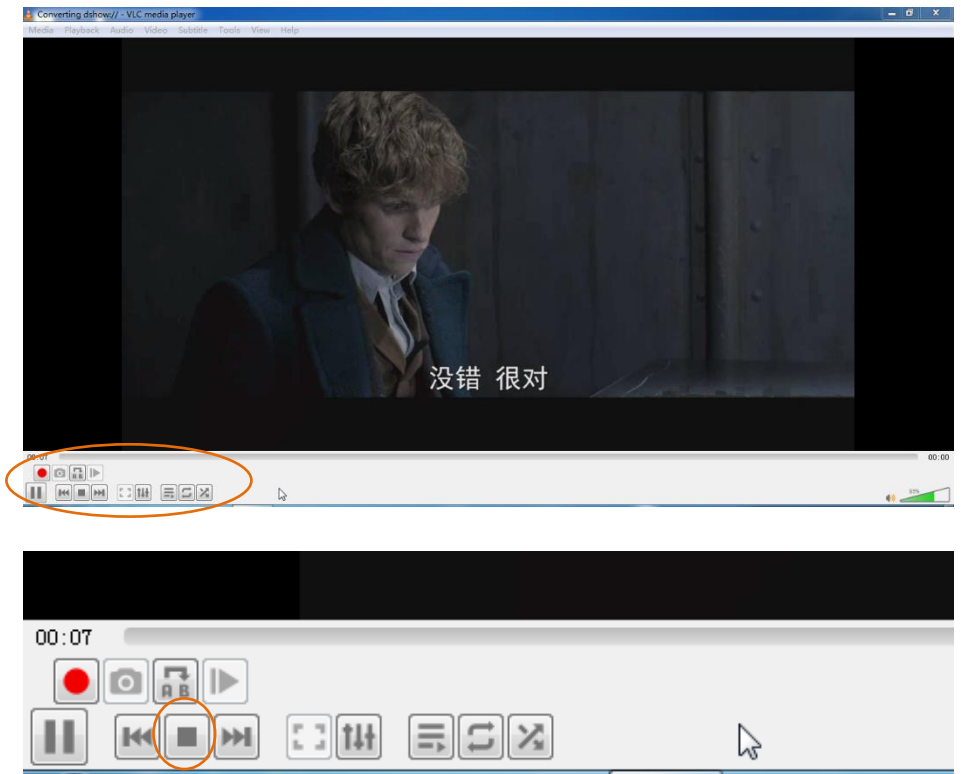 Converting dshow:// - VLC media player
Media Playback Audio Video Subtitle Tools View Help
没错 很对
00:07
00:00
93%
00:07
A B